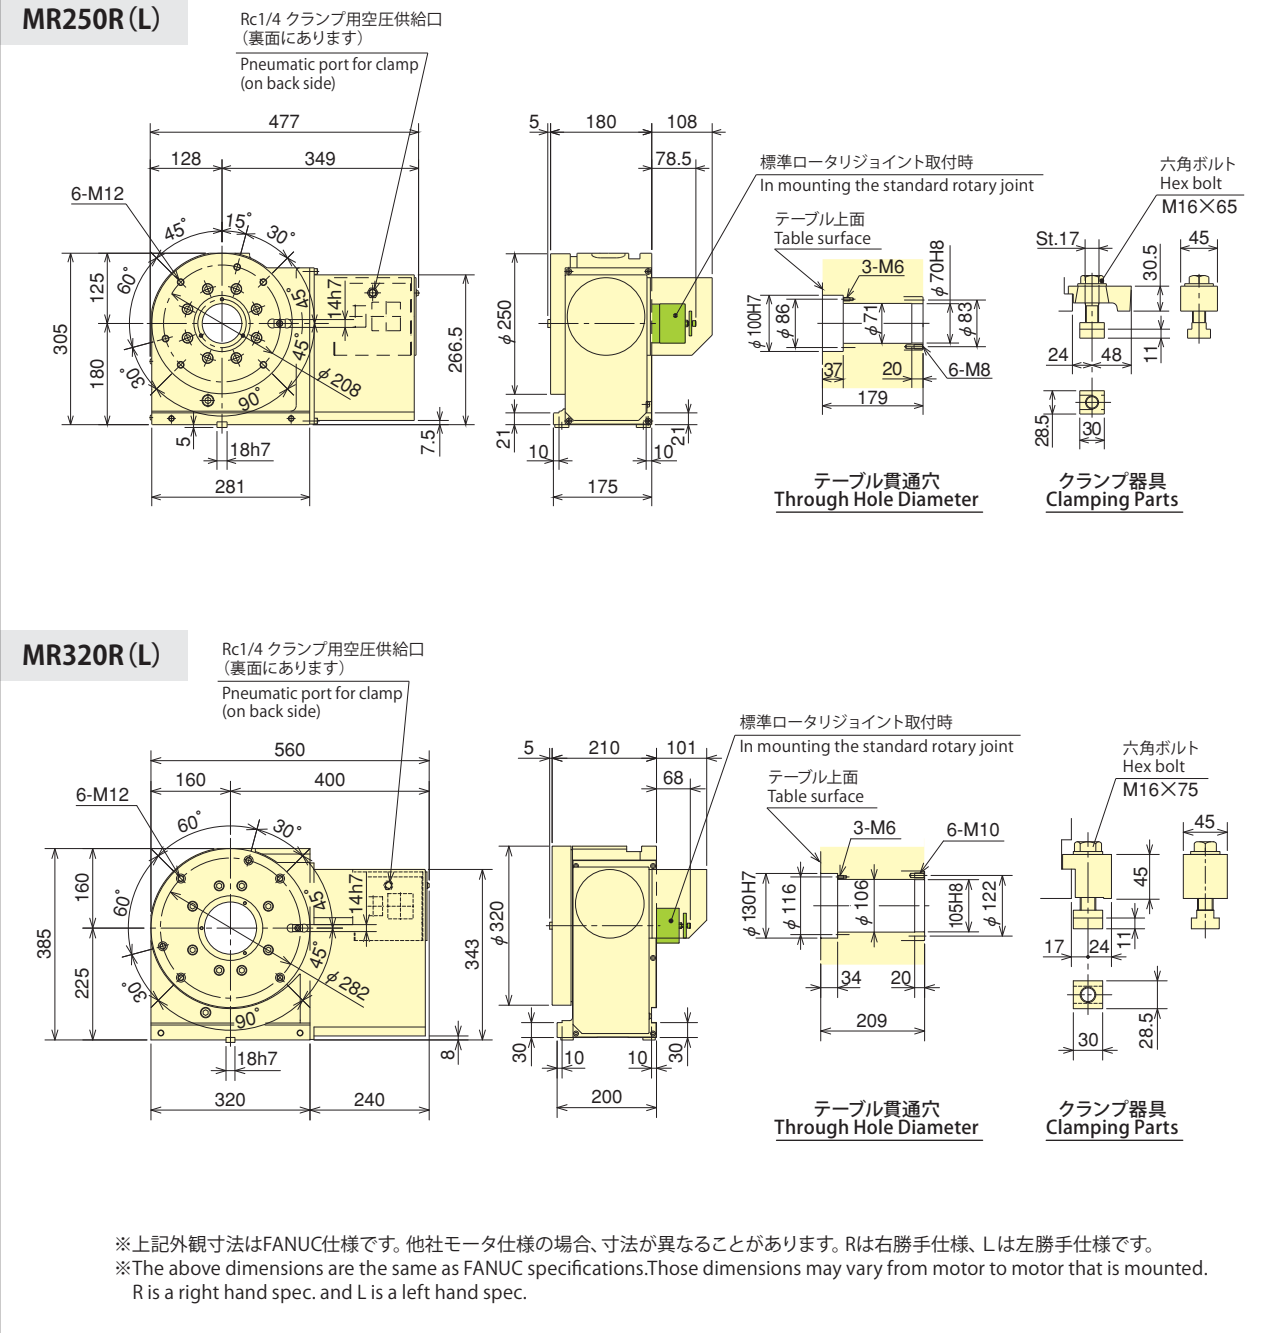 MR250R（L）
Rc1/4 クランプ用空圧供給口
（裏面にあります）
Pneumatic port for clamp
(on back side)
477
128
349
6-M12
45°
15°
30°
60°
45°
14h7
45°
30°
90°
φ208
305
125
180
266.5
7.5
5
18h7
281
5
180
108
78.5
標準ロータリジョイント取付時
In mounting the standard rotary joint
φ250
21
21
10
10
175
テーブル上面
Table surface
3-M6
φ70H8
φ100H7
φ86
φ71
φ83
37
20
6-M8
179
テーブル貫通穴
Through Hole Diameter
六角ボルト
Hex bolt
M16×65
St.17
45
30.5
24
48
11
28.5
30
クランプ器具
Clamping Parts
MR320R（L）
Rc1/4 クランプ用空圧供給口
（裏面にあります）
Pneumatic port for clamp
(on back side)
560
160
400
6-M12
60°
30°
60°
45°
14h7
45°
30°
90°
φ282
385
160
225
343
8
18h7
320
240
5
210
101
68
標準ロータリジョイント取付時
In mounting the standard rotary joint
φ320
30
30
10
10
200
テーブル上面
Table surface
3-M6
6-M10
φ130H7
φ116
φ106
105H8
φ122
34
20
209
テーブル貫通穴
Through Hole Diameter
六角ボルト
Hex bolt
M16×75
45
45
17
24
11
28.5
30
クランプ器具
Clamping Parts
※上記外観寸法はFANUC仕様です。他社モータ仕様の場合、寸法が異なることがあります。Rは右勝手仕様、Lは左勝手仕様です。
※The above dimensions are the same as FANUC specifications.Those dimensions may vary from motor to motor that is mounted.
R is a right hand spec. and L is a left hand spec.